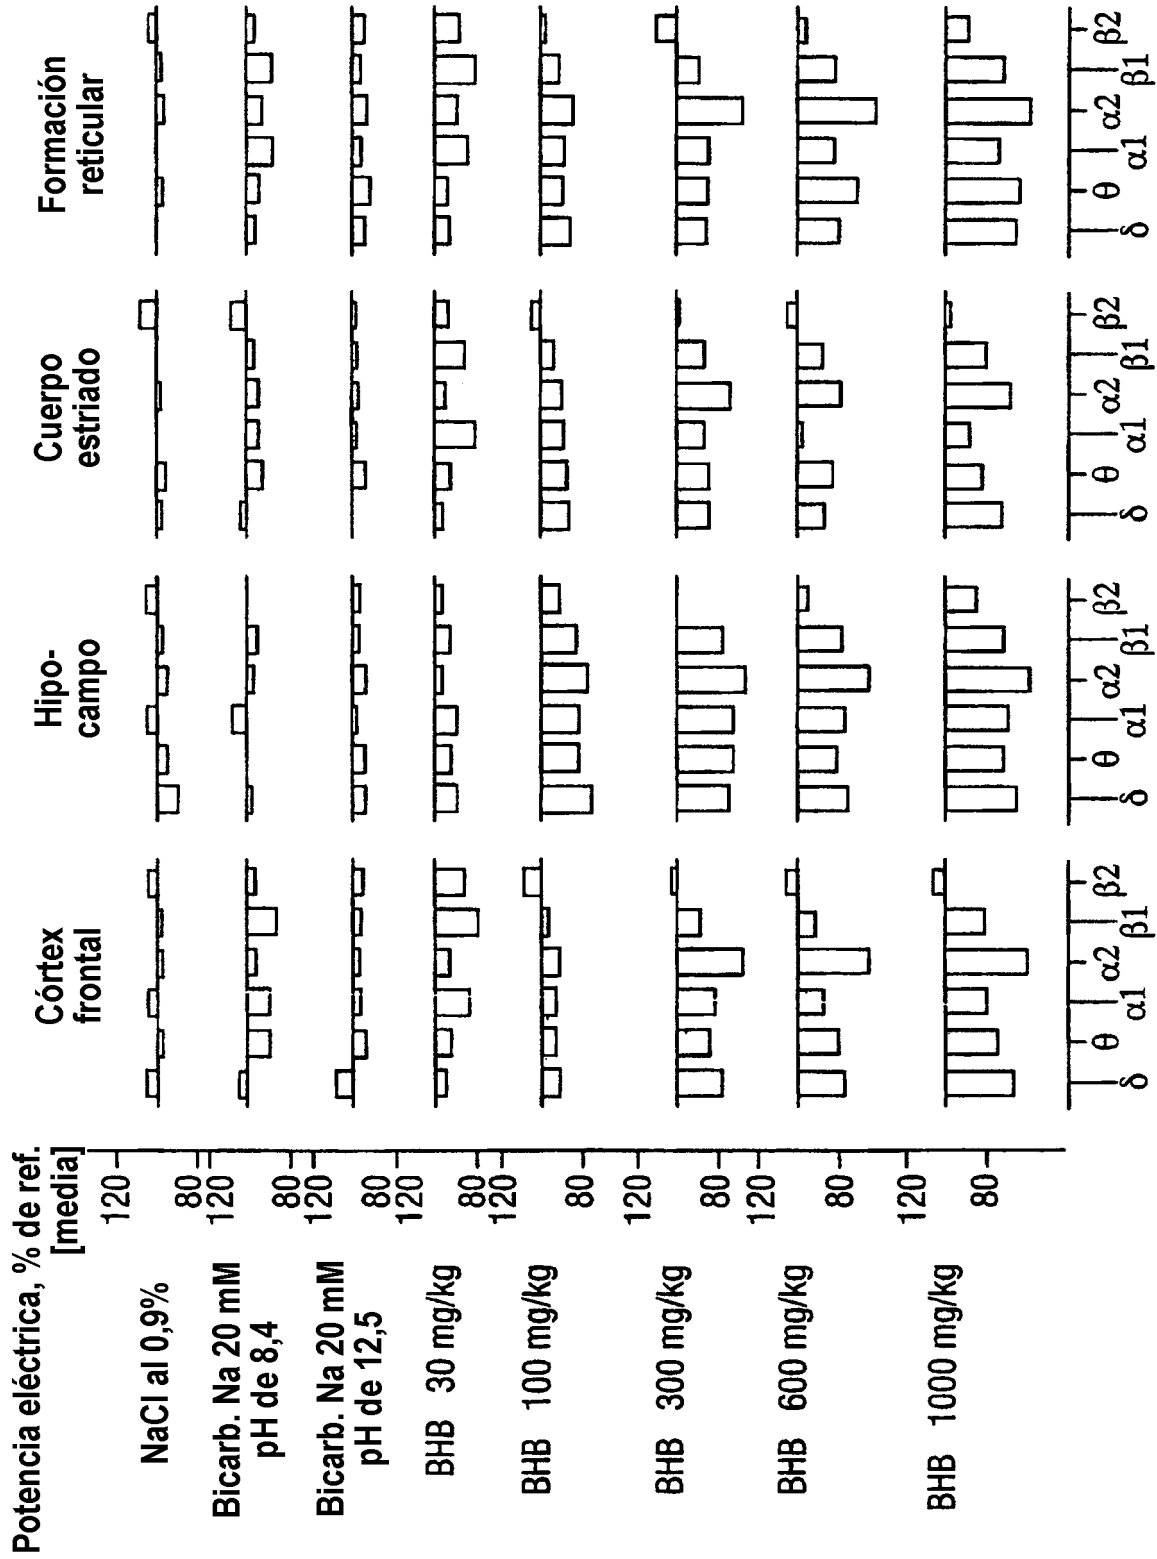 Potencia eléctrica, % de ref.
[media]
Córtex
frontal
Hipo-
campo
Cuerpo
estriado
Formación
reticular
NaCl al 0,9%
120
80
Bicarb. Na 20 mM
pH de 8,4
120
80
Bicarb. Na 20 mM
pH de 12,5
120
80
BHB 30 mg/kg
120
80
BHB 100 mg/kg
120
80
BHB 300 mg/kg
120
80
BHB 600 mg/kg
120
80
BHB 1000 mg/kg
120
80
δ θ α1 α2 β1 β2
δ θ α1 α2 β1 β2
δ θ α1 α2 β1 β2
δ θ α1 α2 β1 β2